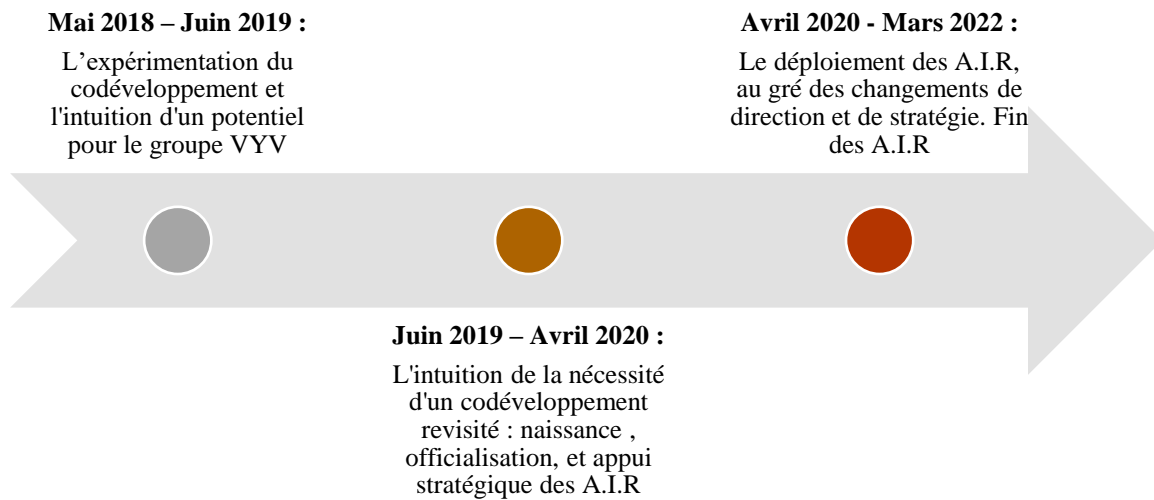 Mai 2018 – Juin 2019 :
L’expérimentation du
codéveloppement et
l'intuition d'un potentiel
pour le groupe VYV
Juin 2019 – Avril 2020 :
L'intuition de la nécessité
d'un codéveloppement
revisité : naissance ,
officialisation, et appui
stratégique des A.I.R
Avril 2020 - Mars 2022 :
Le déploiement des A.I.R,
au gré des changements de
direction et de stratégie. Fin
des A.I.R